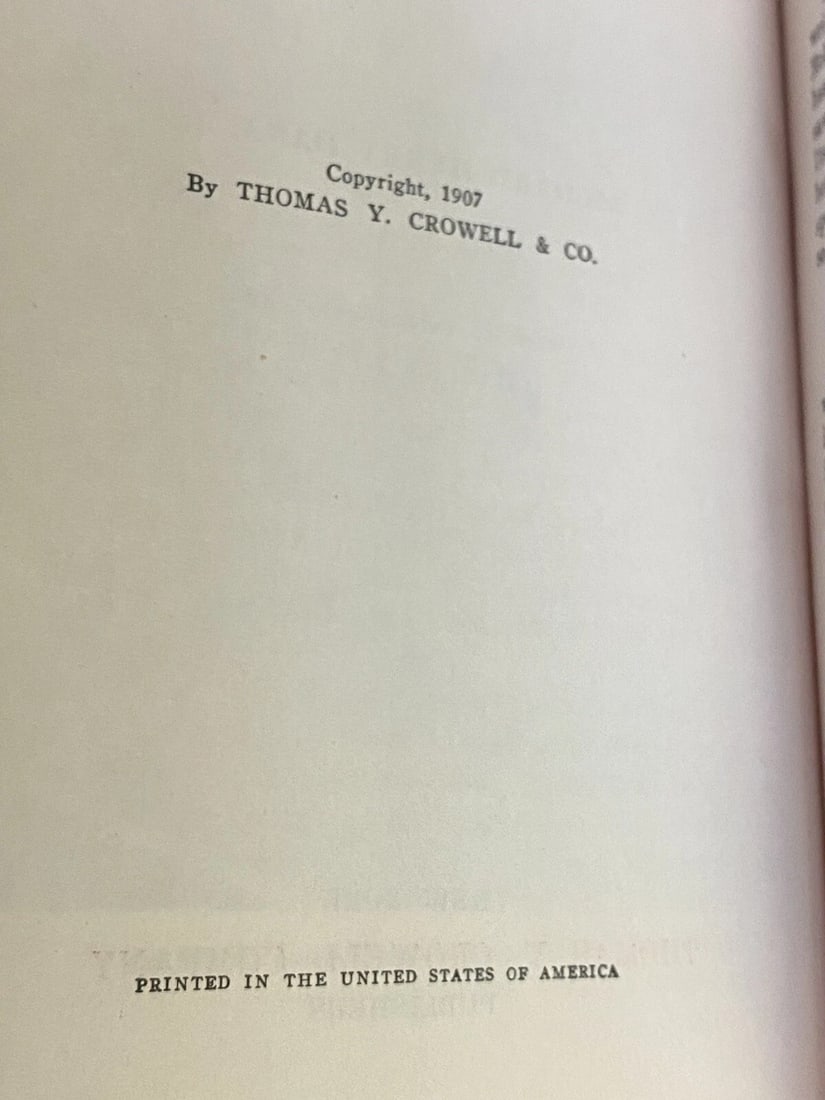 Copyright, 1907
By THOMAS Y. CROWELL & CO.
PRINTED IN THE UNITED STATES OF AMERICA